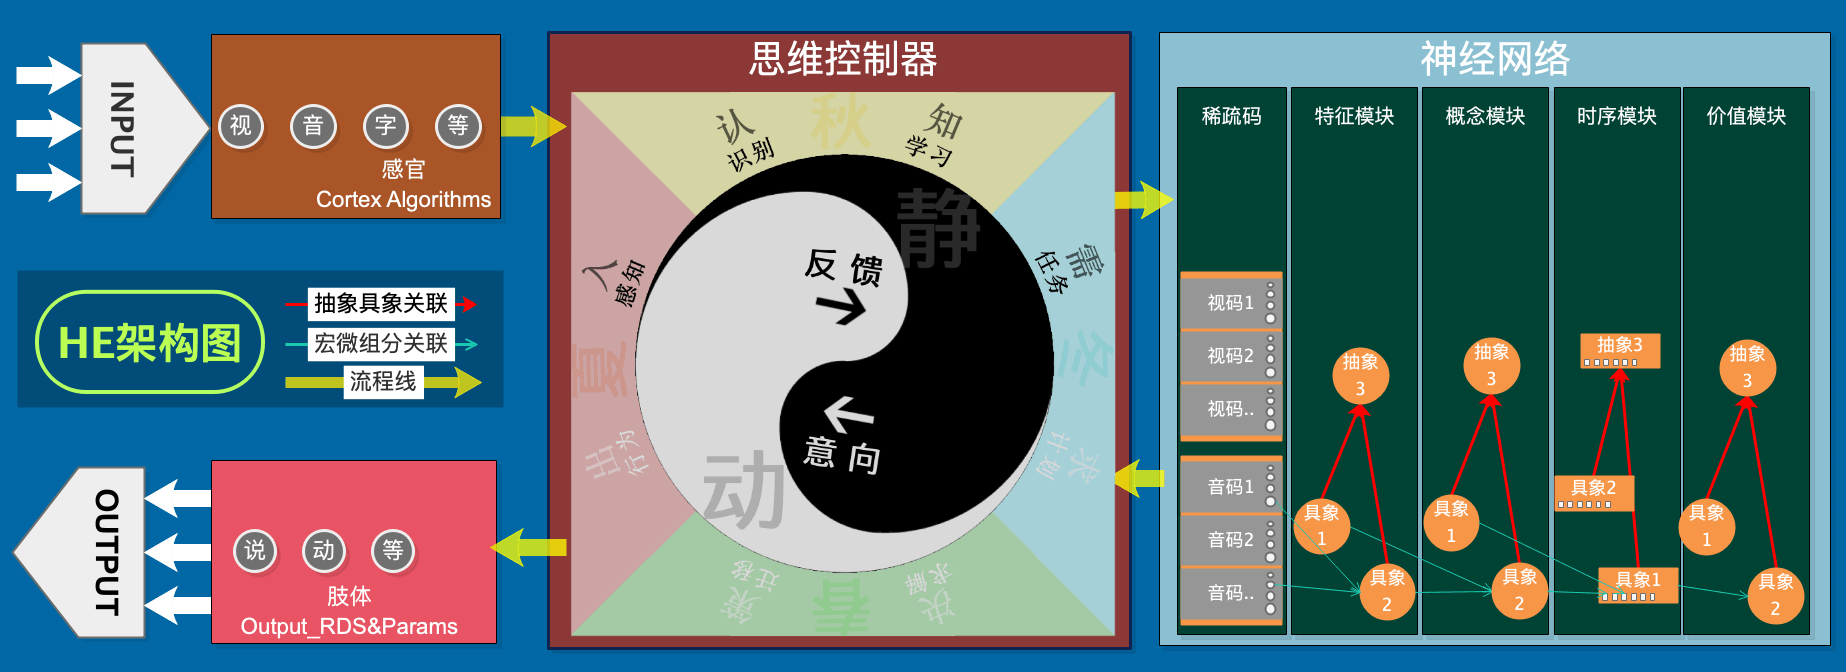 INPUT
视
音
字
等
感官
Cortex Algorithms
HE架构图
抽象具象关联
宏微组分关联
流程线
OUTPUT
说
动
等
肢体
Output_RDS&Params
思维控制器
秋
认
识别
知
学习
静
需
任务
冬
求
计划
春
决
求解
策
迁移
夏
出
行为
入
感知
动
反馈
意向
神经网络
稀疏码
视码1
视码2
视码..
音码1
音码2
音码..
特征模块
抽象
3
具象
1
具象
2
概念模块
抽象
3
具象
1
具象
2
时序模块
抽象3
具象2
具象1
价值模块
抽象
3
具象
1
具象
2